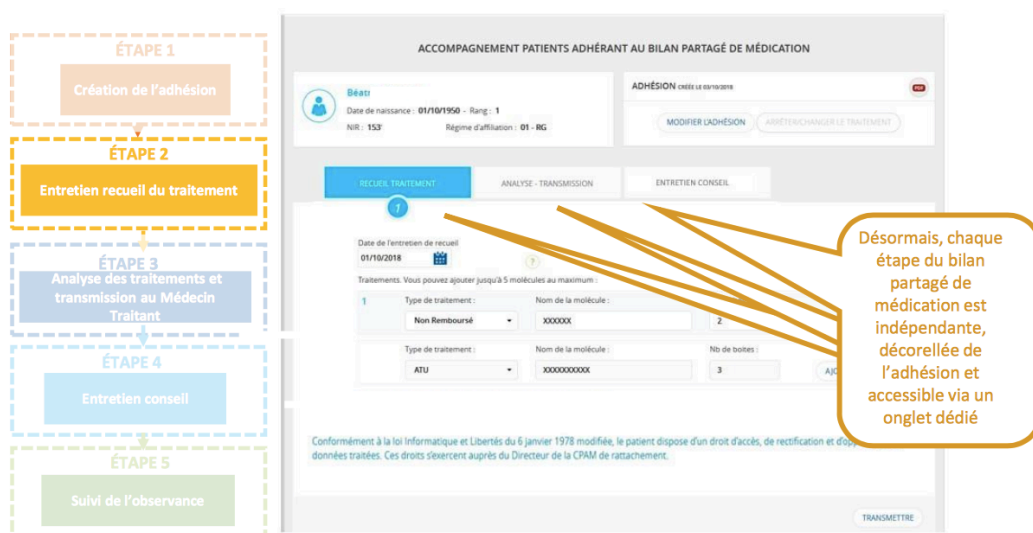 ÉTAPE 1
Création de l'adhésion
ÉTAPE 2
Entretien recueil du traitement
ÉTAPE 3
Analyse des traitements et
transmission au Médecin
Traitant
ÉTAPE 4
Entretien conseil
ÉTAPE 5
Suivi de l'observance
ACCOMPAGNEMENT PATIENTS ADHÉRANT AU BILAN PARTAGÉ DE MÉDICATION
Béatr
Date de naissance : 01/10/1950 - Rang : 1
NIR : 153 Régime d'affiliation : 01 - RG
ADHÉSION CRÉÉE LE 03/10/2018
PDF
MODIFIER L'ADHÉSION
ARRÊTER/CHANGER LE TRAITEMENT
RECUEIL TRAITEMENT
ANALYSE - TRANSMISSION
ENTRETIEN CONSEIL
1
Date de l'entretien de recueil
01/10/2018
?
Traitements. Vous pouvez ajouter jusqu'à 5 molécules au maximum :
1 Type de traitement : Nom de la molécule :
Non Remboursé XXXXXX 2
Type de traitement : Nom de la molécule : Nb de boites :
ATU XXXXXXXXXX 3
Désormais, chaque
étape du bilan
partagé de
médication est
indépendante,
décorellée de
l'adhésion et
accessible via un
onglet dédié
Conformément à la loi Informatique et Libertés du 6 janvier 1978 modifiée, le patient dispose d'un droit d'accès, de rectification et
données traitées. Ces droits s'exercent auprès du Directeur de la CPAM de rattachement.
TRANSMETTRE